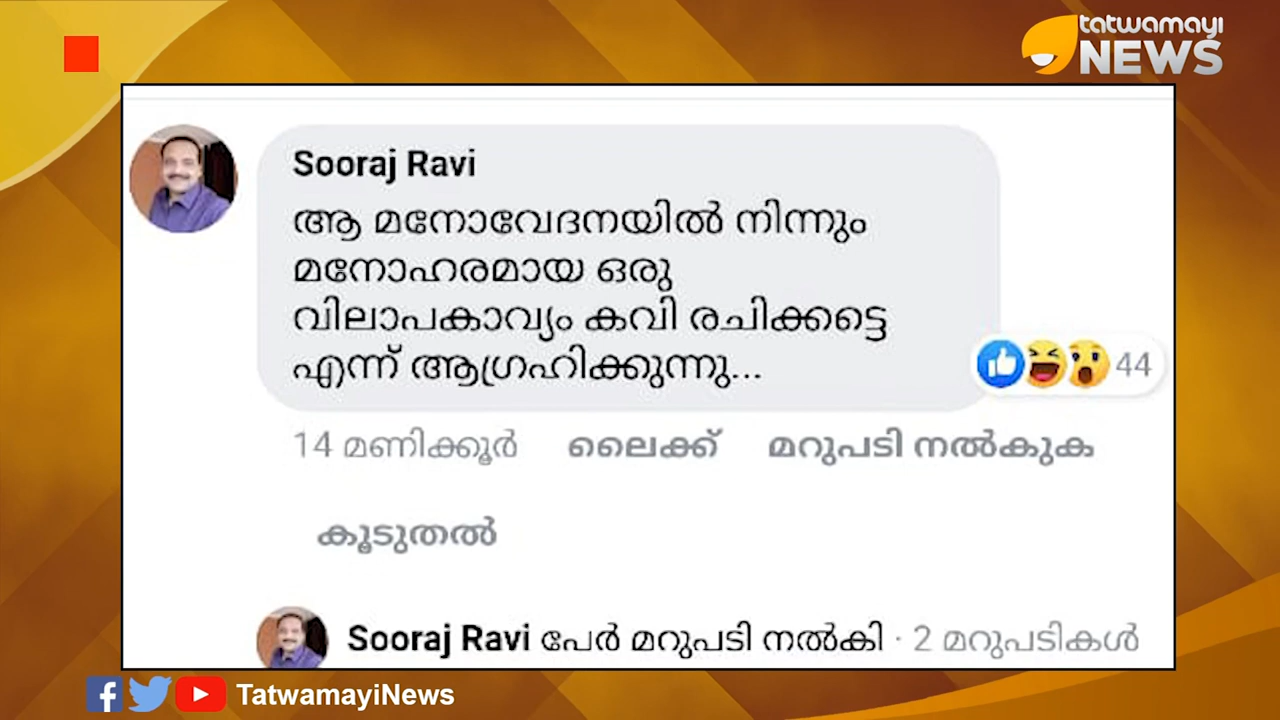 tatwamayi
NEWS
Sooraj Ravi
ആ മനോവേദനയിൽ നിന്നും
മനോഹരമായ ഒരു
വിലാപകാവ്യം കവി രചിക്കട്ടെ
എന്ന് ആഗ്രഹിക്കുന്നു...
44
14 മണിക്കൂർ ലൈക്ക് മറുപടി നൽകുക
കൂടുതൽ
Sooraj Ravi പേർ മറുപടി നൽകി · 2 മറുപടികൾ
TatwamayiNews